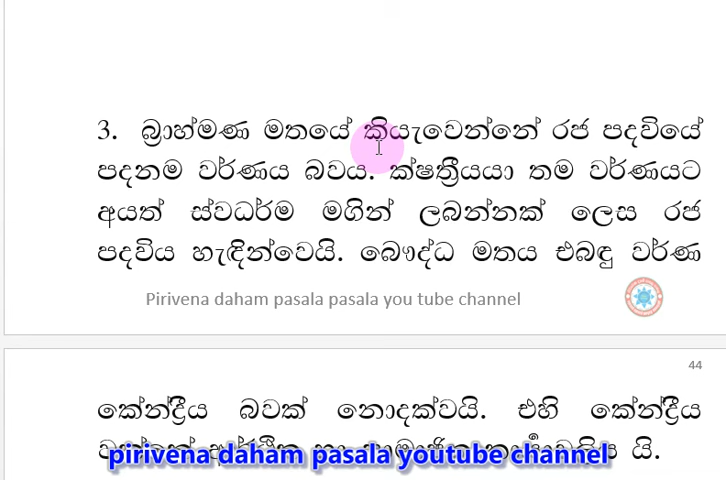 3. බ්‍රාහ්මණ මතයේ කියැවෙන්නේ රජ පදවියේ
පදනම වර්ණය බවය. ක්ෂත්‍රීයයා තම වර්ණයට
අයත් ස්වධර්ම මගින් ලබන්නක් ලෙස රජ
පදවිය හැඳින්වෙයි. බෞද්ධ මතය එබඳු වර්ණ
Pirivena daham pasala pasala you tube channel
44
කේන්ද්‍රීය බවක් නොදක්වයි. එහි කේන්ද්‍රීය
යි.
pirivena daham pasala youtube channel